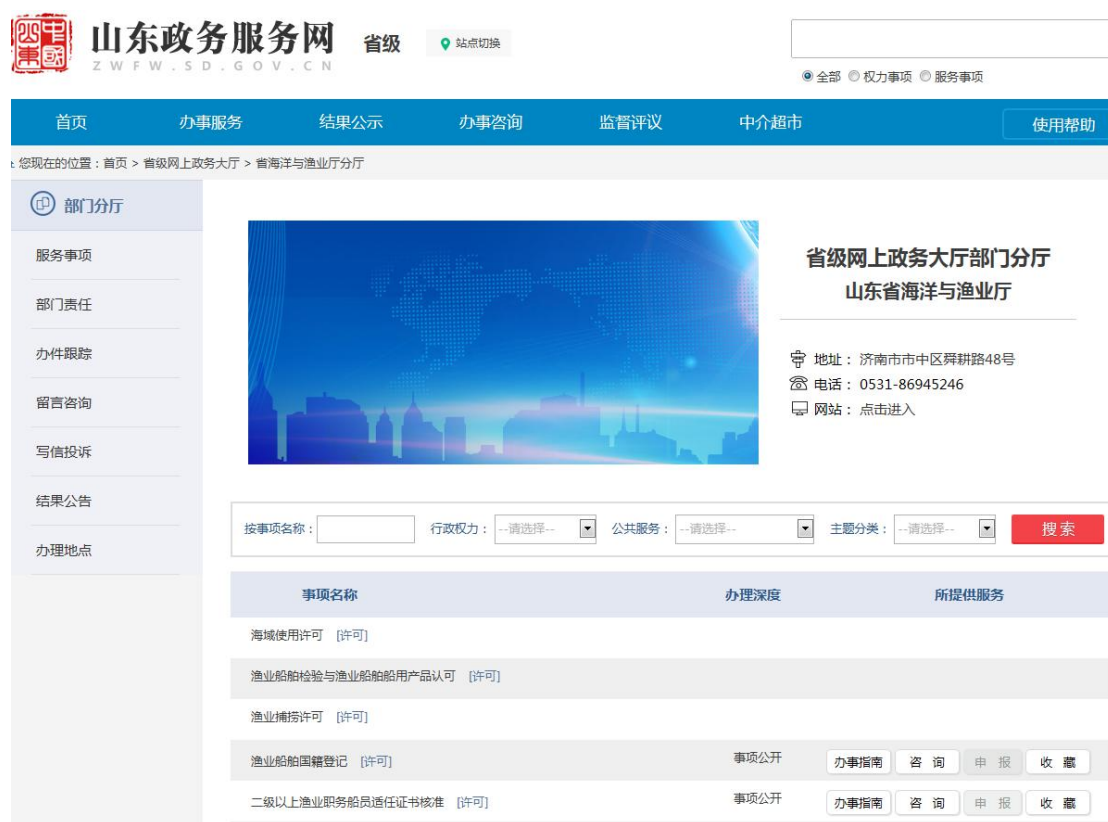 山东政务服务网
ZWFW.SD.GOV.CN
省级
站点切换
全部 权力事项 服务事项
首页 办事服务 结果公示 办事咨询 监督评议 中介超市 使用帮助
您现在的位置：首页 > 省级网上政务大厅 > 省海洋与渔业厅分厅
部门分厅
服务事项
部门责任
办件跟踪
留言咨询
写信投诉
结果公告
办理地点
省级网上政务大厅部门分厅
山东省海洋与渔业厅
地址： 济南市市中区舜耕路48号
电话： 0531-86945246
网站： 点击进入
按事项名称： 行政权力： --请选择-- 公共服务： --请选择-- 主题分类： --请选择-- 搜索
事项名称 办理深度 所提供服务
海域使用许可 [许可]
渔业船舶检验与渔业船舶船用产品认可 [许可]
渔业捕捞许可 [许可]
渔业船舶国籍登记 [许可] 事项公开 办事指南 咨 询 申 报 收 藏
二级以上渔业职务船员适任证书核准 [许可] 事项公开 办事指南 咨 询 申 报 收 藏